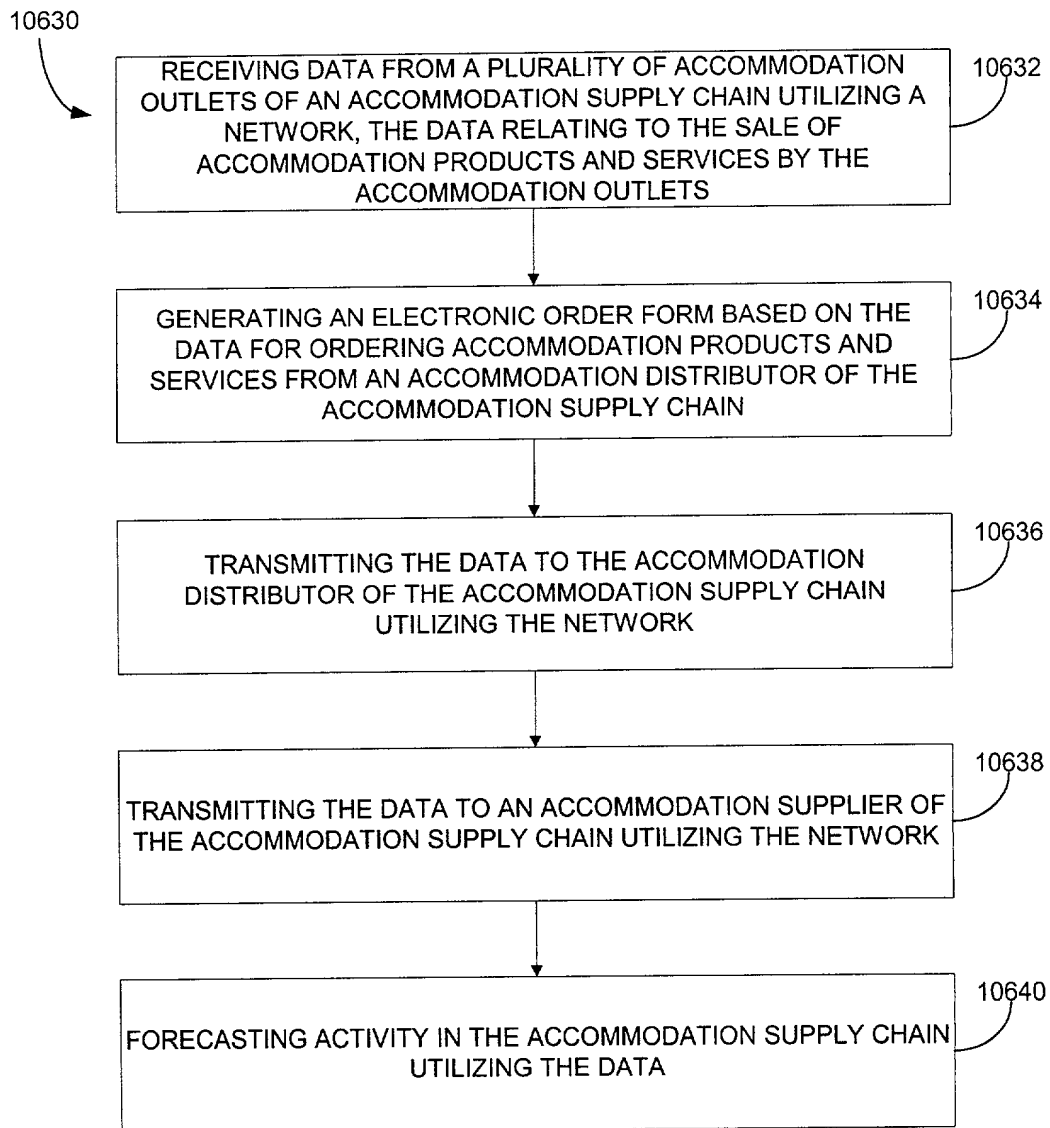 10630
RECEIVING DATA FROM A PLURALITY OF ACCOMMODATION
OUTLETS OF AN ACCOMMODATION SUPPLY CHAIN UTILIZING A
NETWORK, THE DATA RELATING TO THE SALE OF
ACCOMMODATION PRODUCTS AND SERVICES BY THE
ACCOMMODATION OUTLETS
10632
GENERATING AN ELECTRONIC ORDER FORM BASED ON THE
DATA FOR ORDERING ACCOMMODATION PRODUCTS AND
SERVICES FROM AN ACCOMMODATION DISTRIBUTOR OF THE
ACCOMMODATION SUPPLY CHAIN
10634
TRANSMITTING THE DATA TO THE ACCOMMODATION
DISTRIBUTOR OF THE ACCOMMODATION SUPPLY CHAIN
UTILIZING THE NETWORK
10636
TRANSMITTING THE DATA TO AN ACCOMMODATION SUPPLIER OF
THE ACCOMMODATION SUPPLY CHAIN UTILIZING THE NETWORK
10638
FORECASTING ACTIVITY IN THE ACCOMMODATION SUPPLY CHAIN
UTILIZING THE DATA
10640